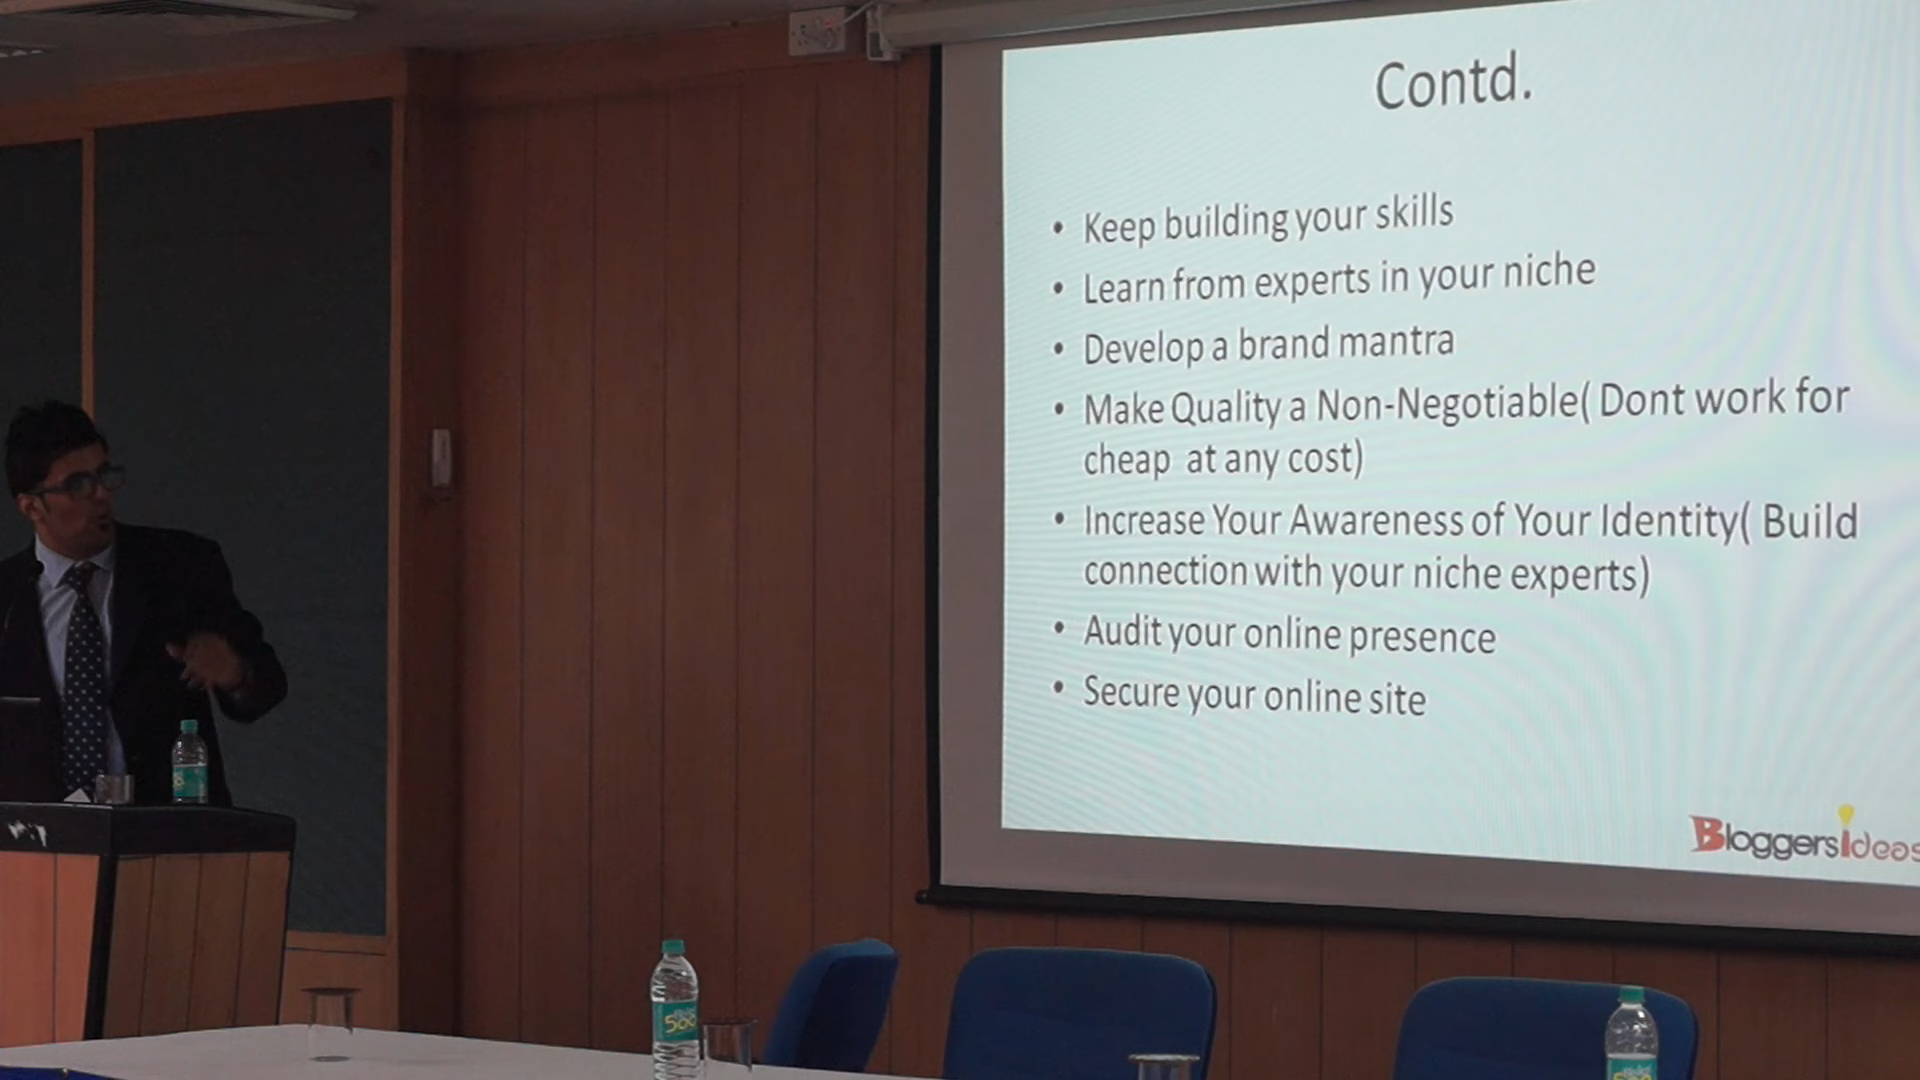 Contd.
• Keep building your skills
• Learn from experts in your niche
• Develop a brand mantra
• Make Quality a Non-Negotiable( Dont work for
cheap at any cost)
• Increase Your Awareness of Your Identity( Build
connection with your niche experts)
• Audit your online presence
• Secure your online site
BloggersIdeas
500